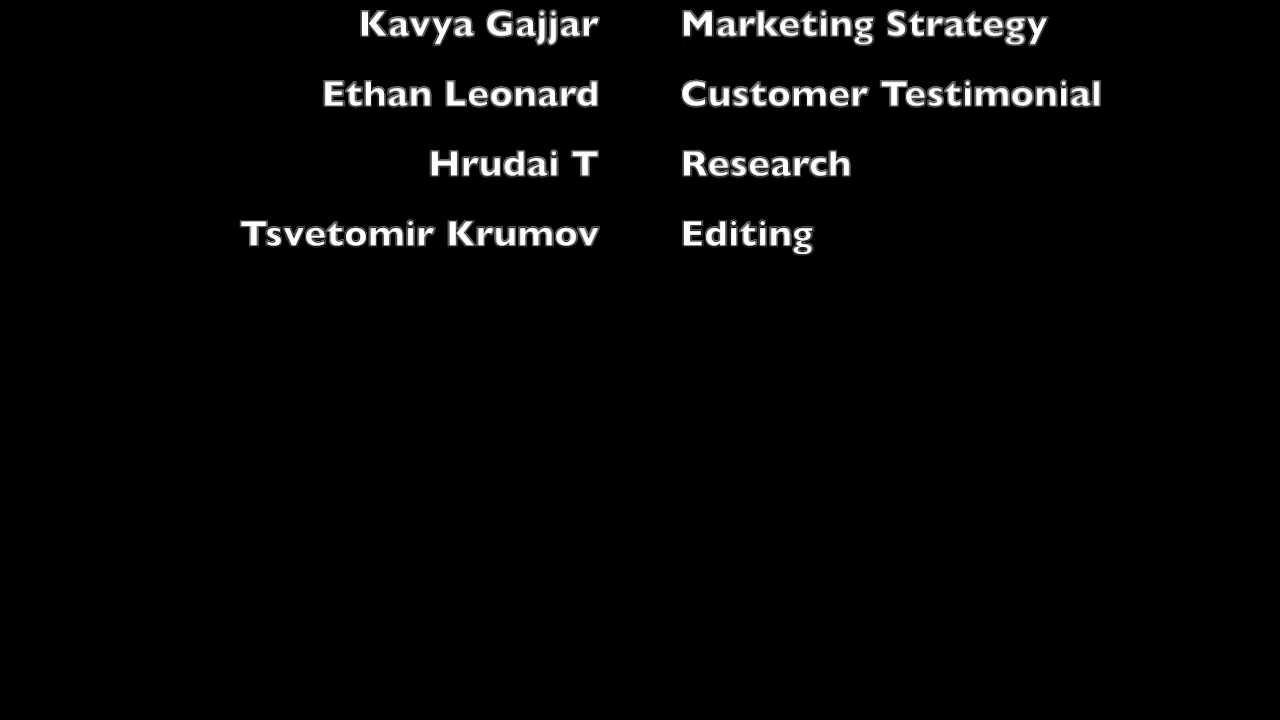 Kavya Gajjar Marketing Strategy
Ethan Leonard Customer Testimonial
Hrudai T Research
Tsvetomir Krumov Editing